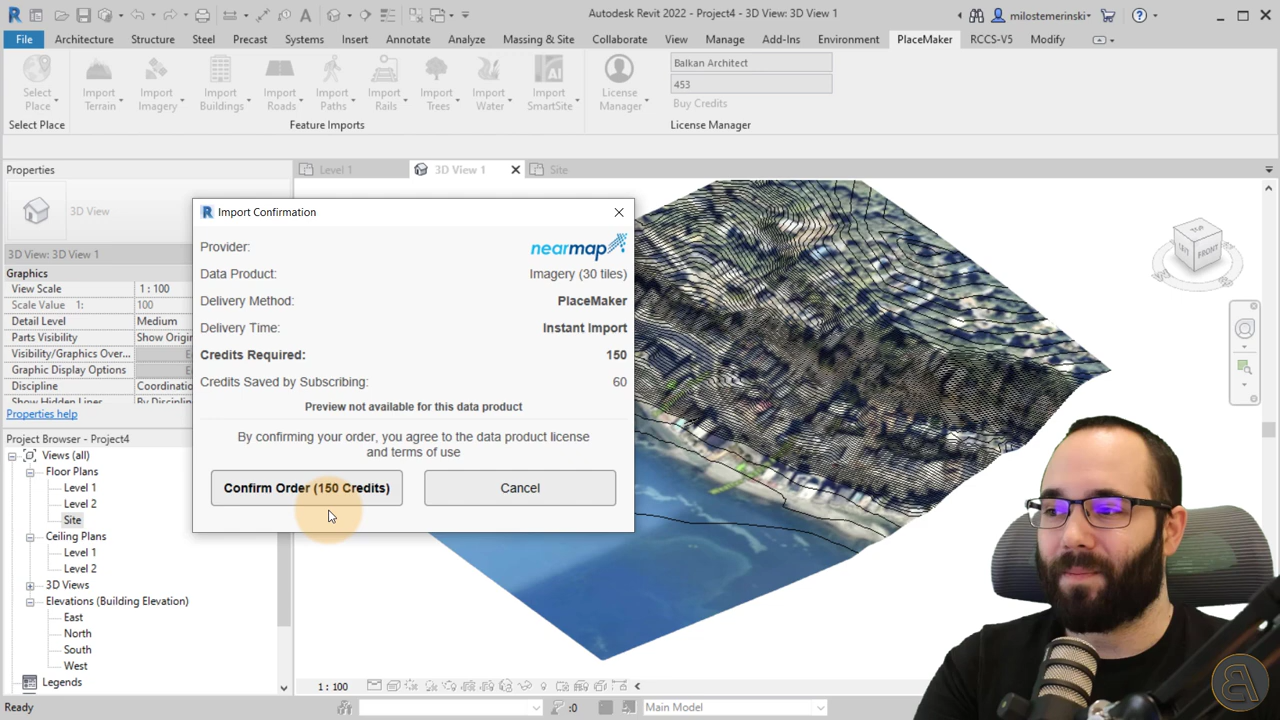 Autodesk Revit 2022 - Project4 - 3D View: 3D View 1
milostemerinski
File
Architecture
Structure
Steel
Precast
Systems
Insert
Annotate
Analyze
Massing & Site
Collaborate
View
Manage
Add-Ins
Environment
PlaceMaker
RCCS-V5
Modify
Select Place
Import Terrain
Import Imagery
Import Buildings
Import Roads
Import Paths
Import Rails
Import Trees
Import Water
Import SmartSite
License Manager
Balkan Architect
453
Buy Credits
Select Place
Feature Imports
License Manager
Properties
Level 1
3D View 1
Site
3D View
3D View: 3D View 1
Graphics
View Scale 1 : 100
Scale Value 1: 100
Detail Level Medium
Parts Visibility Show Origin
Visibility/Graphics Over...
Graphic Display Options
Discipline Coordinatio
Show Hidden Lines By Disciplin
Properties help
Project Browser - Project4
Views (all)
Floor Plans
Level 1
Level 2
Site
Ceiling Plans
Level 1
Level 2
3D Views
Elevations (Building Elevation)
East
North
South
West
Legends
Import Confirmation
Provider: nearmap
Data Product: Imagery (30 tiles)
Delivery Method: PlaceMaker
Delivery Time: Instant Import
Credits Required: 150
Credits Saved by Subscribing: 60
Preview not available for this data product
By confirming your order, you agree to the data product license
and terms of use
Confirm Order (150 Credits)
Cancel
TOP
LEFT
FRONT
1 : 100
Ready
:0
Main Model